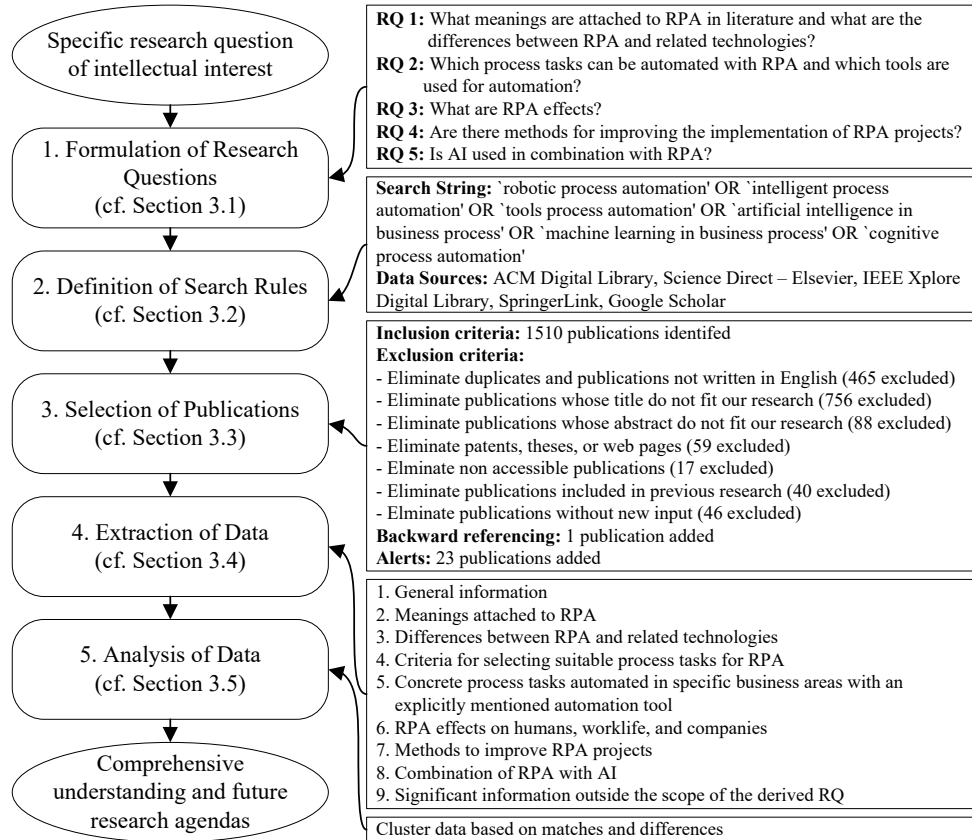 Specific research question
of intellectual interest
1. Formulation of Research
Questions
(cf. Section 3.1)
2. Definition of Search Rules
(cf. Section 3.2)
3. Selection of Publications
(cf. Section 3.3)
4. Extraction of Data
(cf. Section 3.4)
5. Analysis of Data
(cf. Section 3.5)
Comprehensive
understanding and future
research agendas
RQ 1: What meanings are attached to RPA in literature and what are the
differences between RPA and related technologies?
RQ 2: Which process tasks can be automated with RPA and which tools are
used for automation?
RQ 3: What are RPA effects?
RQ 4: Are there methods for improving the implementation of RPA projects?
RQ 5: Is AI used in combination with RPA?
Search String: `robotic process automation' OR `intelligent process
automation' OR `tools process automation' OR `artificial intelligence in
business process' OR `machine learning in business process' OR `cognitive
process automation'
Data Sources: ACM Digital Library, Science Direct – Elsevier, IEEE Xplore
Digital Library, SpringerLink, Google Scholar
Inclusion criteria: 1510 publications identifed
Exclusion criteria:
- Eliminate duplicates and publications not written in English (465 excluded)
- Eliminate publications whose title do not fit our research (756 excluded)
- Eliminate publications whose abstract do not fit our research (88 excluded)
- Eliminate patents, theses, or web pages (59 excluded)
- Elminate non accessible publications (17 excluded)
- Eliminate publications included in previous research (40 excluded)
- Elminate publications without new input (46 excluded)
Backward referencing: 1 publication added
Alerts: 23 publications added
1. General information
2. Meanings attached to RPA
3. Differences between RPA and related technologies
4. Criteria for selecting suitable process tasks for RPA
5. Concrete process tasks automated in specific business areas with an
explicitly mentioned automation tool
6. RPA effects on humans, worklife, and companies
7. Methods to improve RPA projects
8. Combination of RPA with AI
9. Significant information outside the scope of the derived RQ
Cluster data based on matches and differences